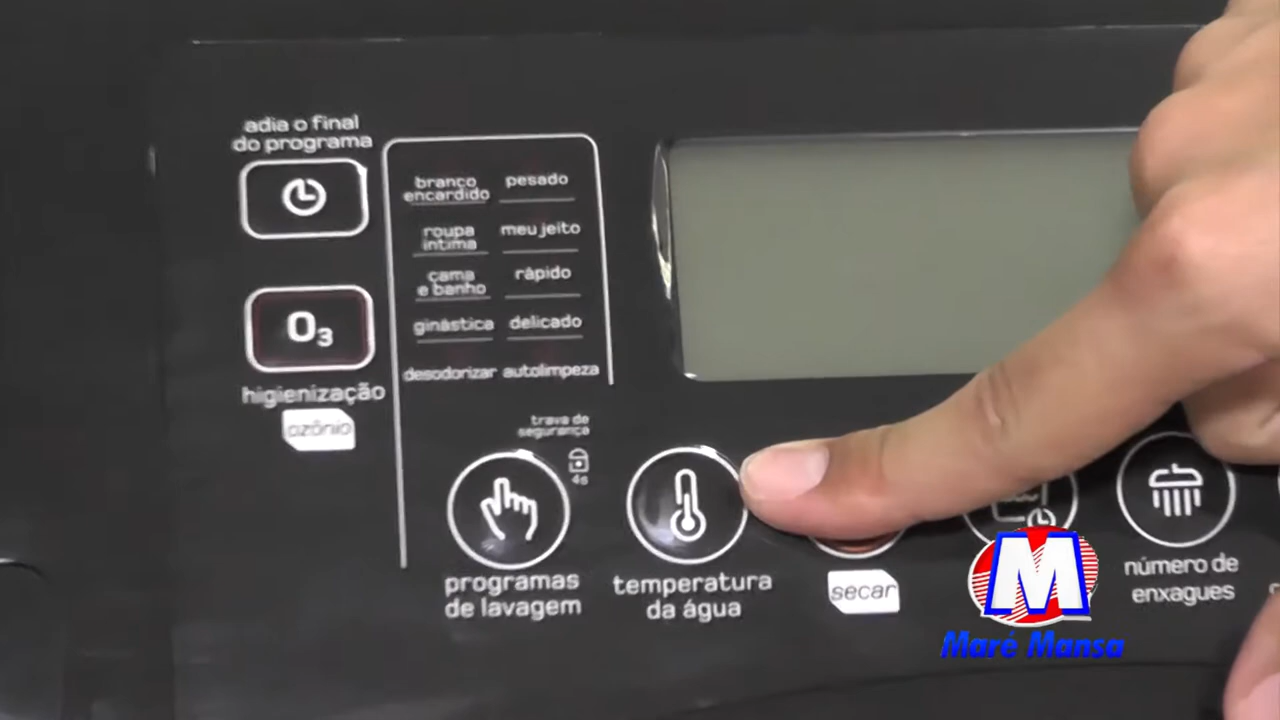 adia o final
do programa
O3
higienização
ozônio
branco
encardido
pesado
roupa
íntima
meu jeito
cama
e banho
rápido
ginástica
delicado
desodorizar
autolimpeza
trava de
segurança
4s
programas
de lavagem
temperatura
da água
secar
número de
enxagues
M
Maré Mansa